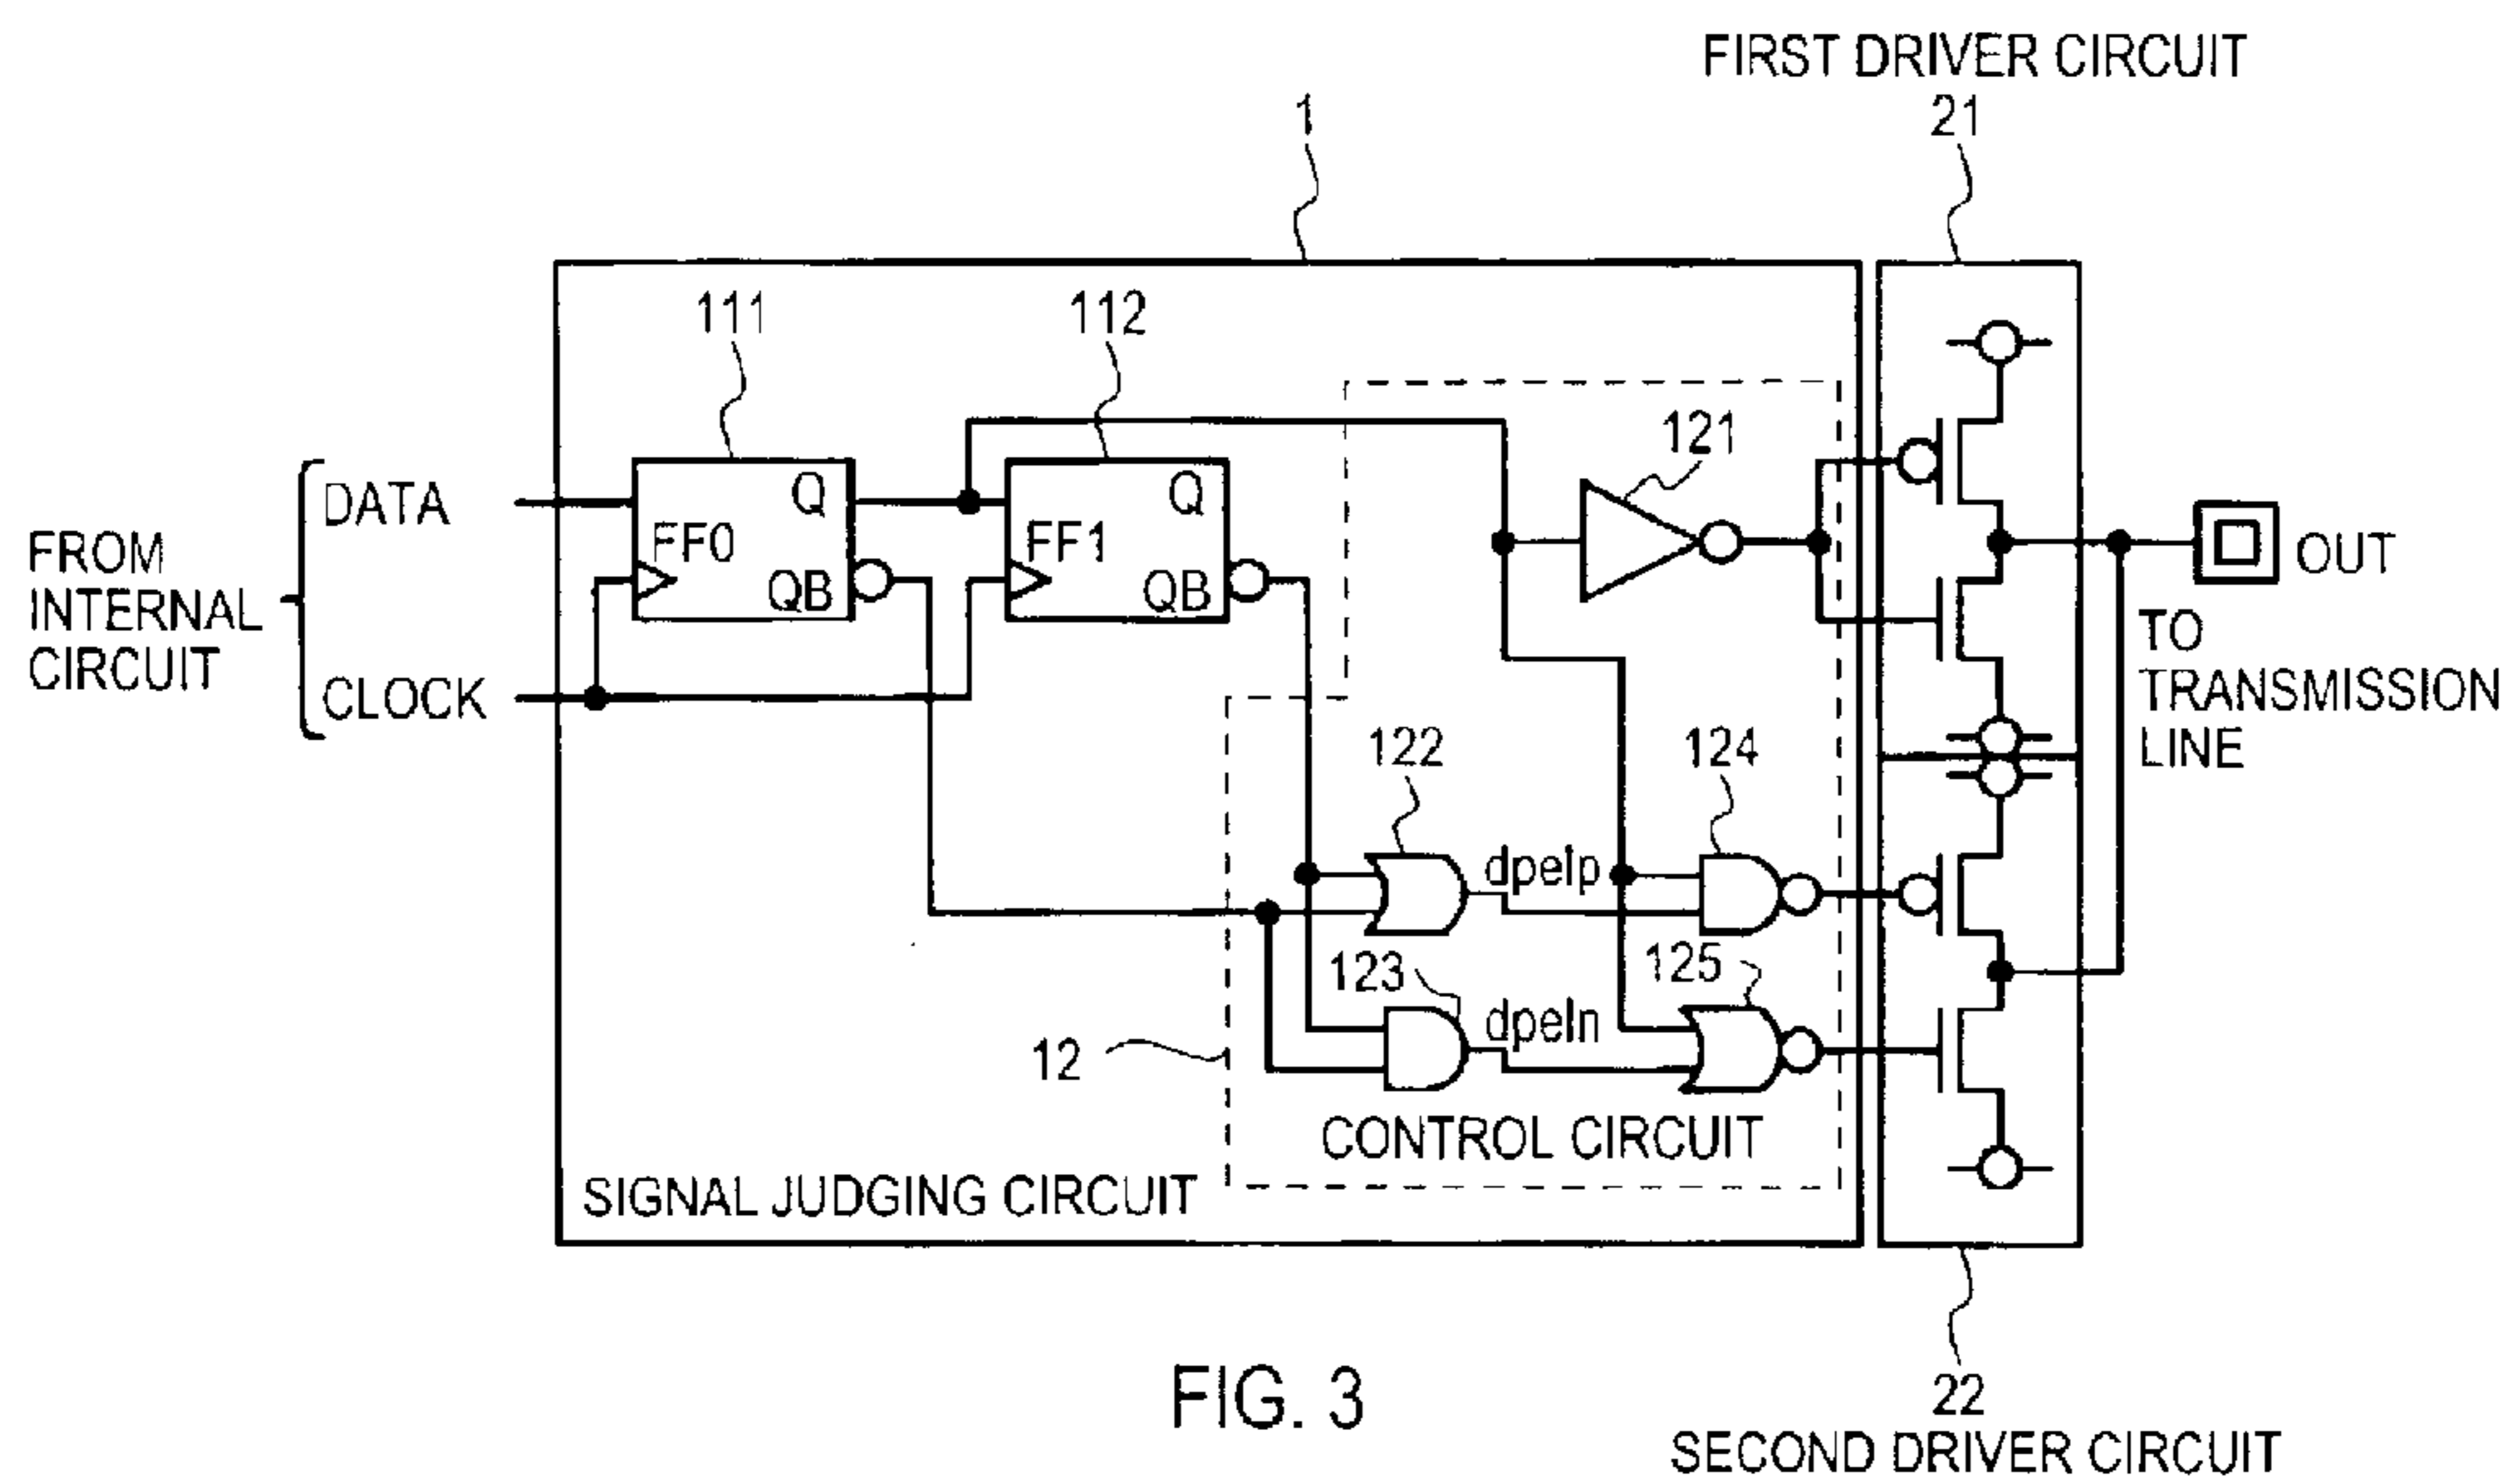 FIRST DRIVER CIRCUIT
21
1
111
112
121
DATA
Q
FF0
QB
Q
FF1
QB
OUT
FROM
INTERNAL
CIRCUIT
CLOCK
TO
TRANSMISSION
LINE
122
124
dpelp
123
125
dpeln
12
CONTROL CIRCUIT
SIGNAL JUDGING CIRCUIT
22
SECOND DRIVER CIRCUIT
FIG. 3